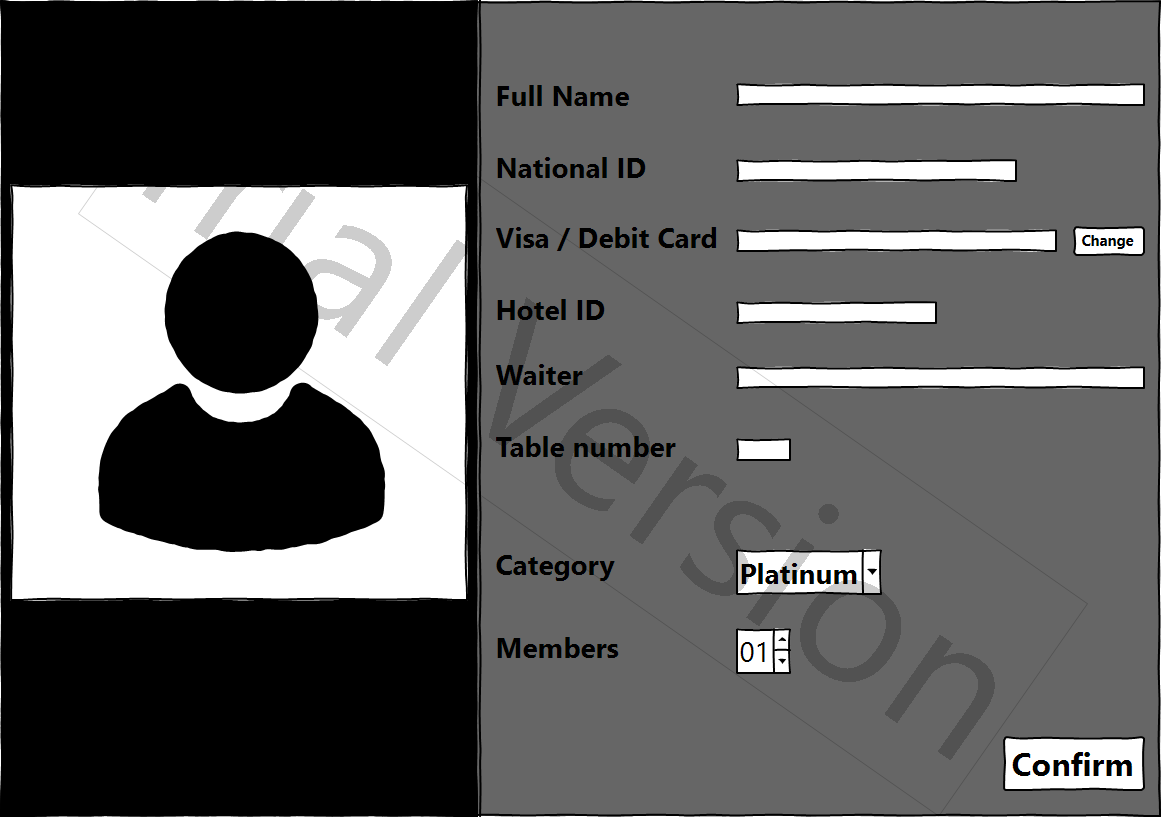 Full Name
National ID
Visa / Debit Card
Change
Hotel ID
Waiter
Table number
Category
Platinum
Members
01
Confirm
Trial Version